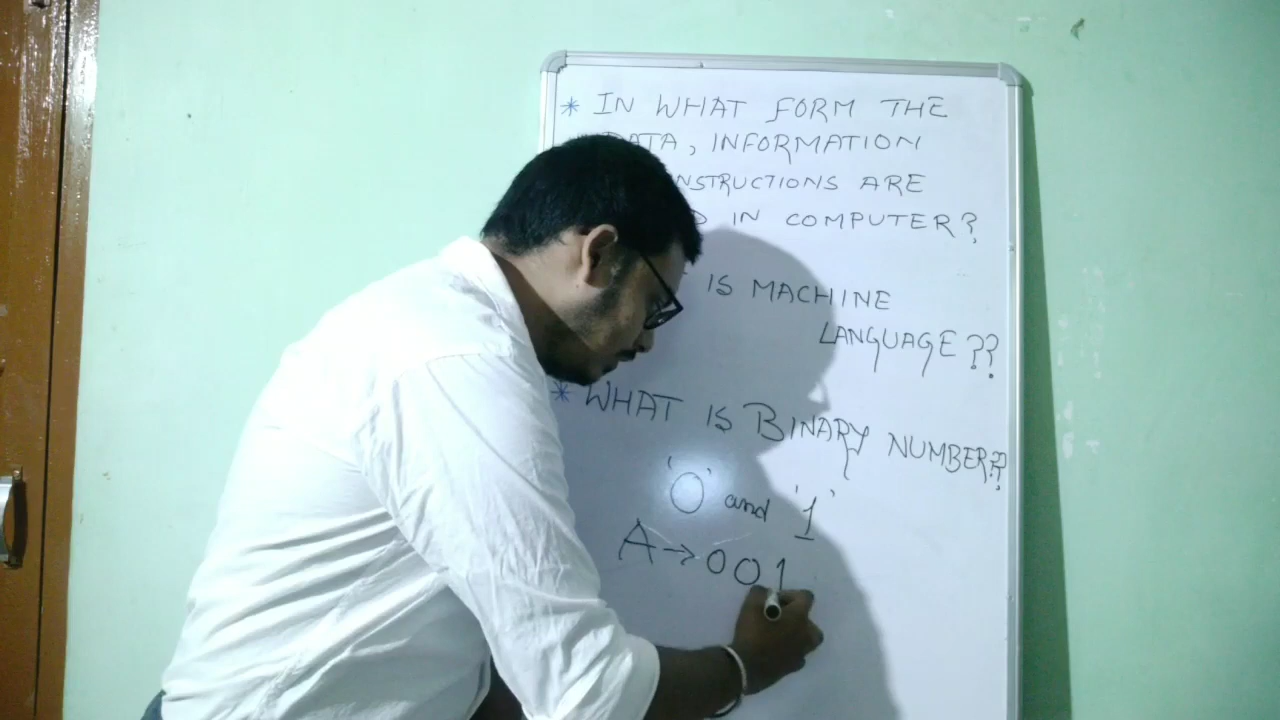 * IN WHAT FORM THE
DATA, INFORMATION
INSTRUCTIONS ARE
IN COMPUTER?
IS MACHINE
LANGUAGE ??
* WHAT IS BINARY NUMBER??
'0' and '1'
A → 001